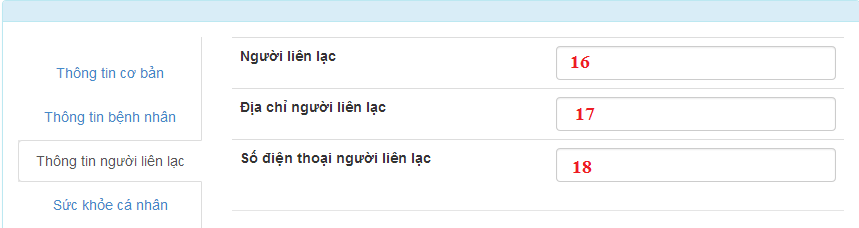 Thông tin cơ bản
Thông tin bệnh nhân
Thông tin người liên lạc
Sức khỏe cá nhân
Người liên lạc 16
Địa chỉ người liên lạc 17
Số điện thoại người liên lạc 18